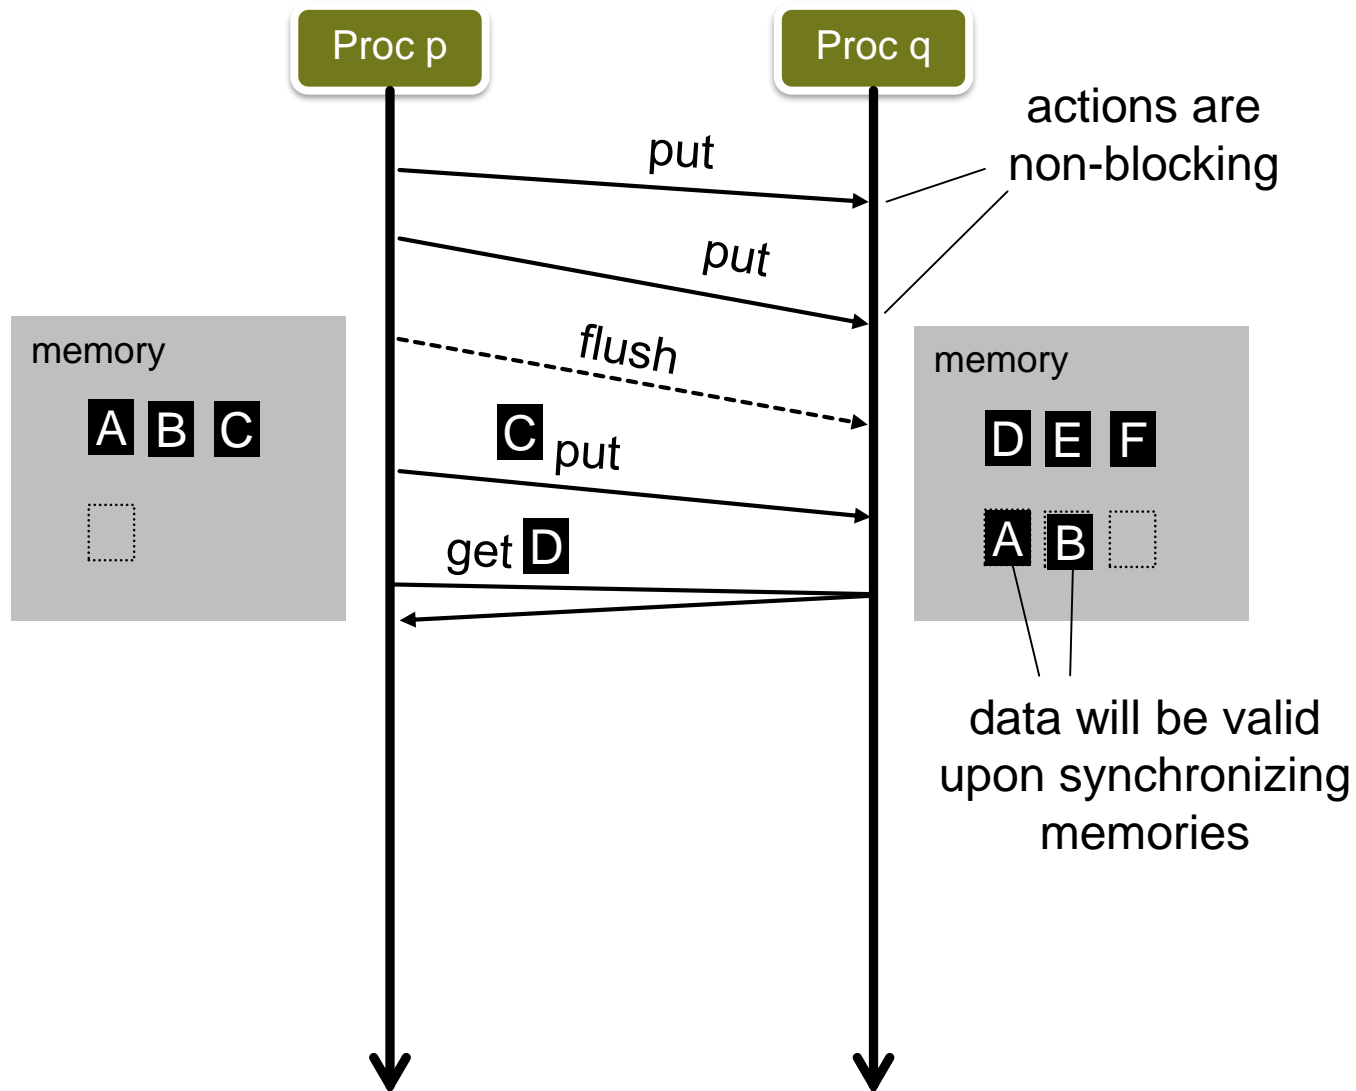 Proc p
Proc q
actions are
non-blocking
put
put
flush
memory
A B C
C put
get D
memory
D E F
A B
data will be valid
upon synchronizing
memories